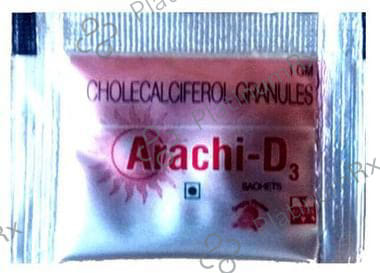 1 GM
CHOLECALCIFEROL GRANULES
Arachi-D3
SACHETS